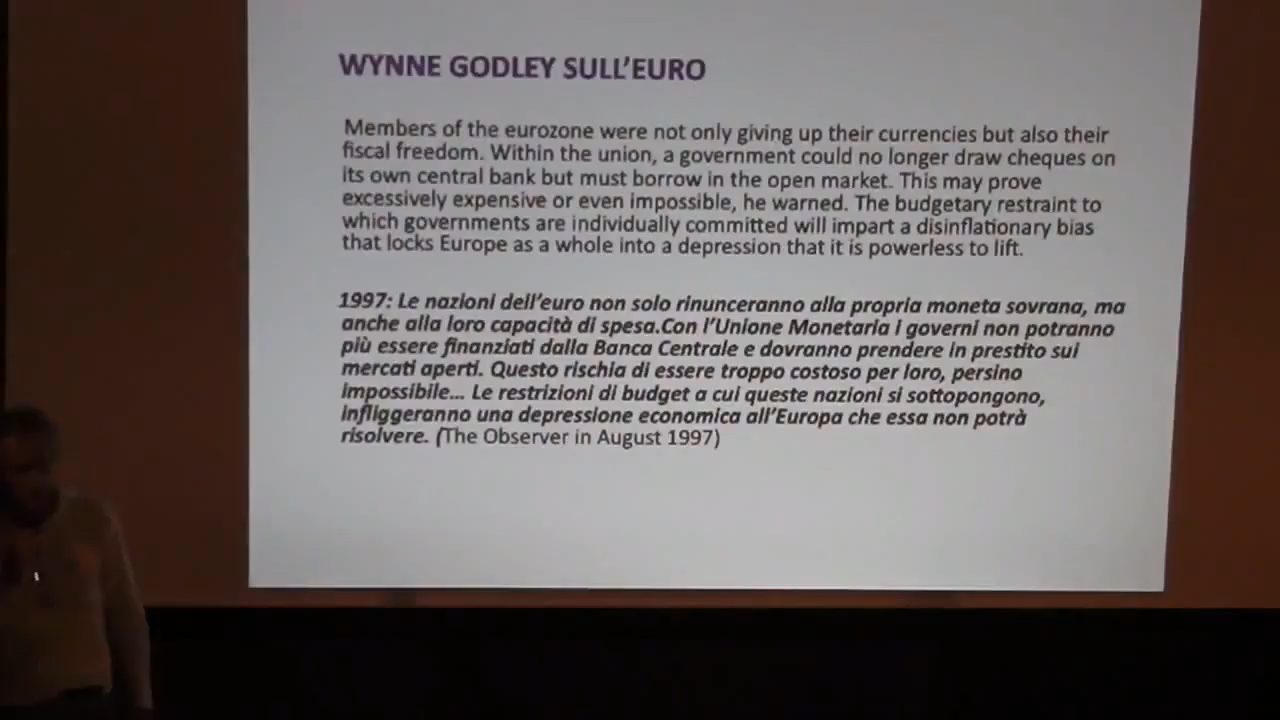 WYNNE GODLEY SULL'EURO
Members of the eurozone were not only giving up their currencies but also their
fiscal freedom. Within the union, a government could no longer draw cheques on
its own central bank but must borrow in the open market. This may prove
excessively expensive or even impossible, he warned. The budgetary restraint to
which governments are individually committed will impart a disinflationary bias
that locks Europe as a whole into a depression that it is powerless to lift.
1997: Le nazioni dell'euro non solo rinunceranno alla propria moneta sovrana, ma
anche alla loro capacità di spesa.Con l'Unione Monetaria i governi non potranno
più essere finanziati dalla Banca Centrale e dovranno prendere in prestito sui
mercati aperti. Questo rischia di essere troppo costoso per loro, persino
impossibile... Le restrizioni di budget a cui queste nazioni si sottopongono,
infliggeranno una depressione economica all'Europa che essa non potrà
risolvere. (The Observer in August 1997)